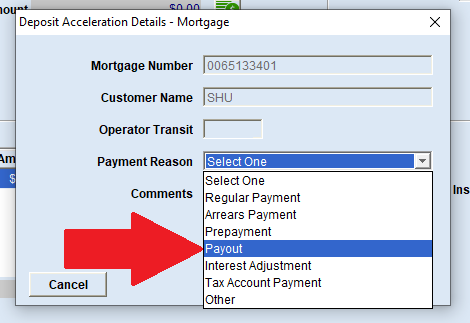 mount
$0.00
Deposit Acceleration Details - Mortgage
Mortgage Number 0065133401
Customer Name SHU
Operator Transit
Payment Reason Select One
Am
$
Comments
Select One
Regular Payment
Arrears Payment
Prepayment
Payout
Interest Adjustment
Tax Account Payment
Other
Ins
Cancel